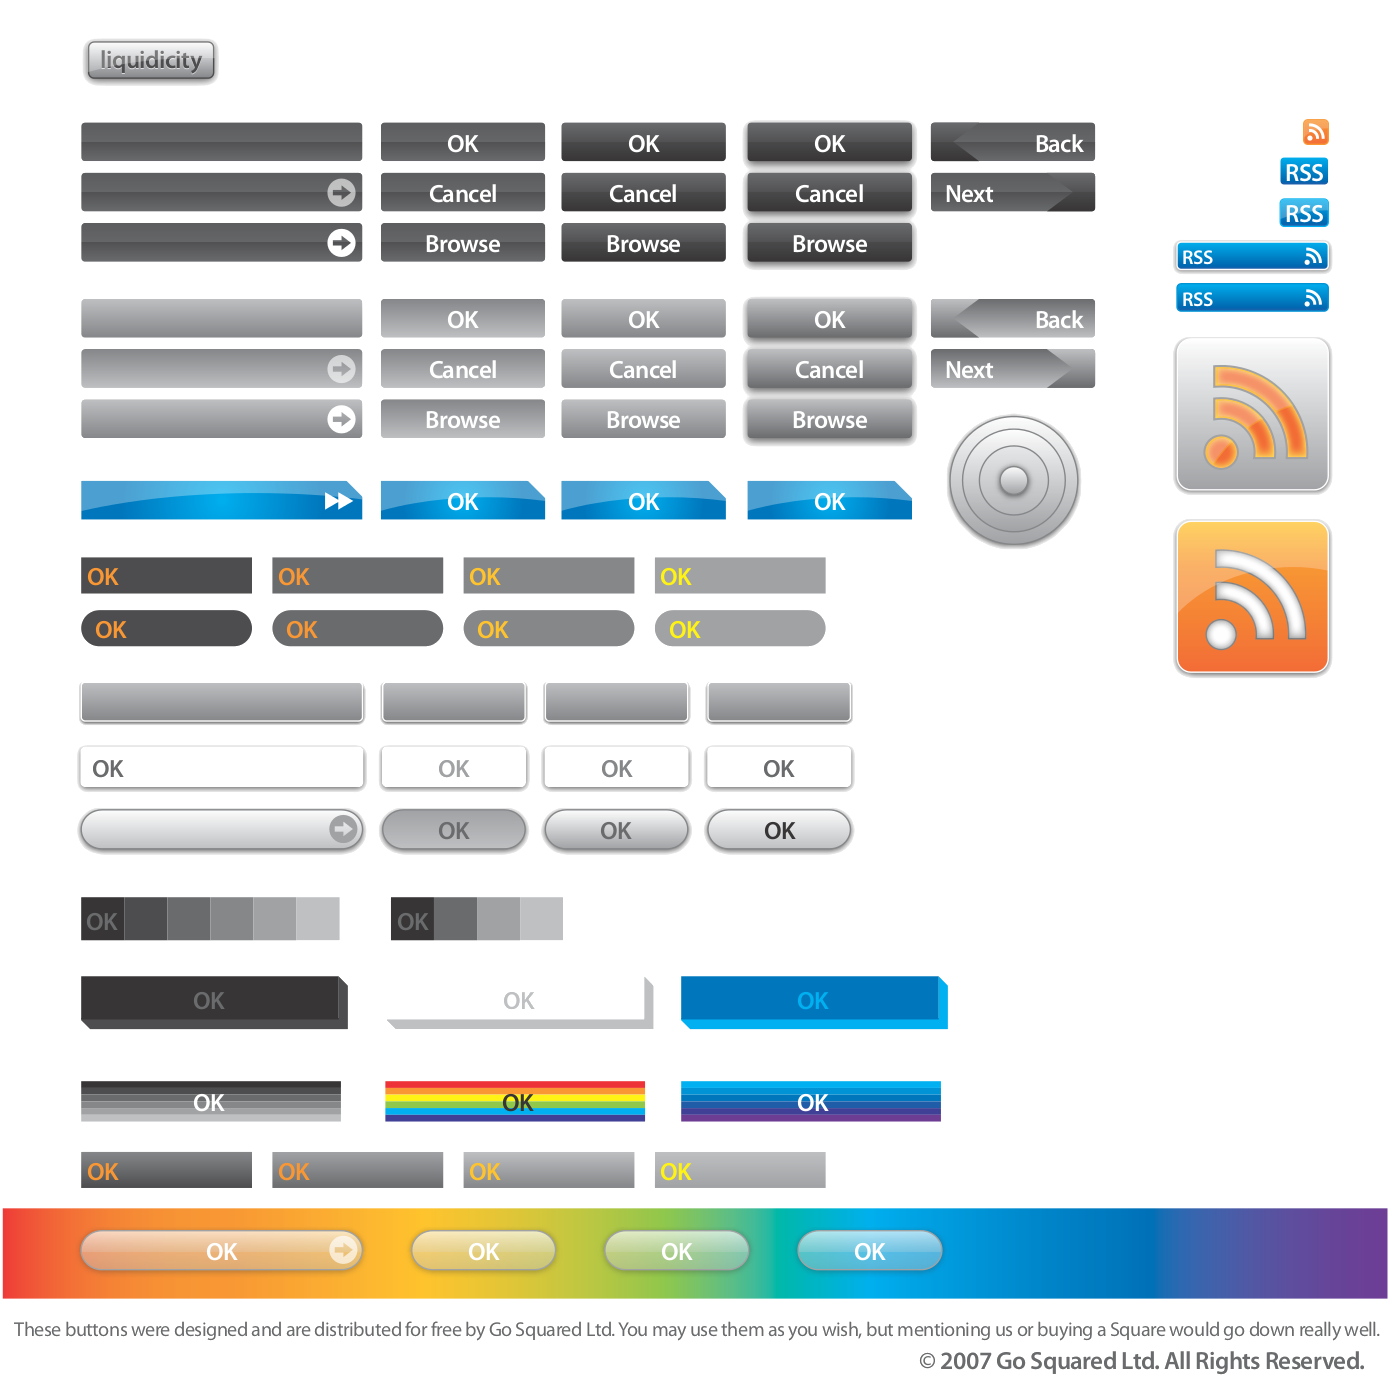 liquidicity
OK OK OK Back
Cancel Cancel Cancel Next
Browse Browse Browse
RSS
RSS
RSS
RSS
OK OK OK Back
Cancel Cancel Cancel Next
Browse Browse Browse
OK OK OK
OK OK OK OK
OK OK OK OK
OK OK OK OK
OK OK OK
OK OK
OK OK OK
OK OK OK
OK OK OK OK
OK OK OK OK
These buttons were designed and are distributed for free by Go Squared Ltd. You may use them as you wish, but mentioning us or buying a Square would go down really well.
© 2007 Go Squared Ltd. All Rights Reserved.